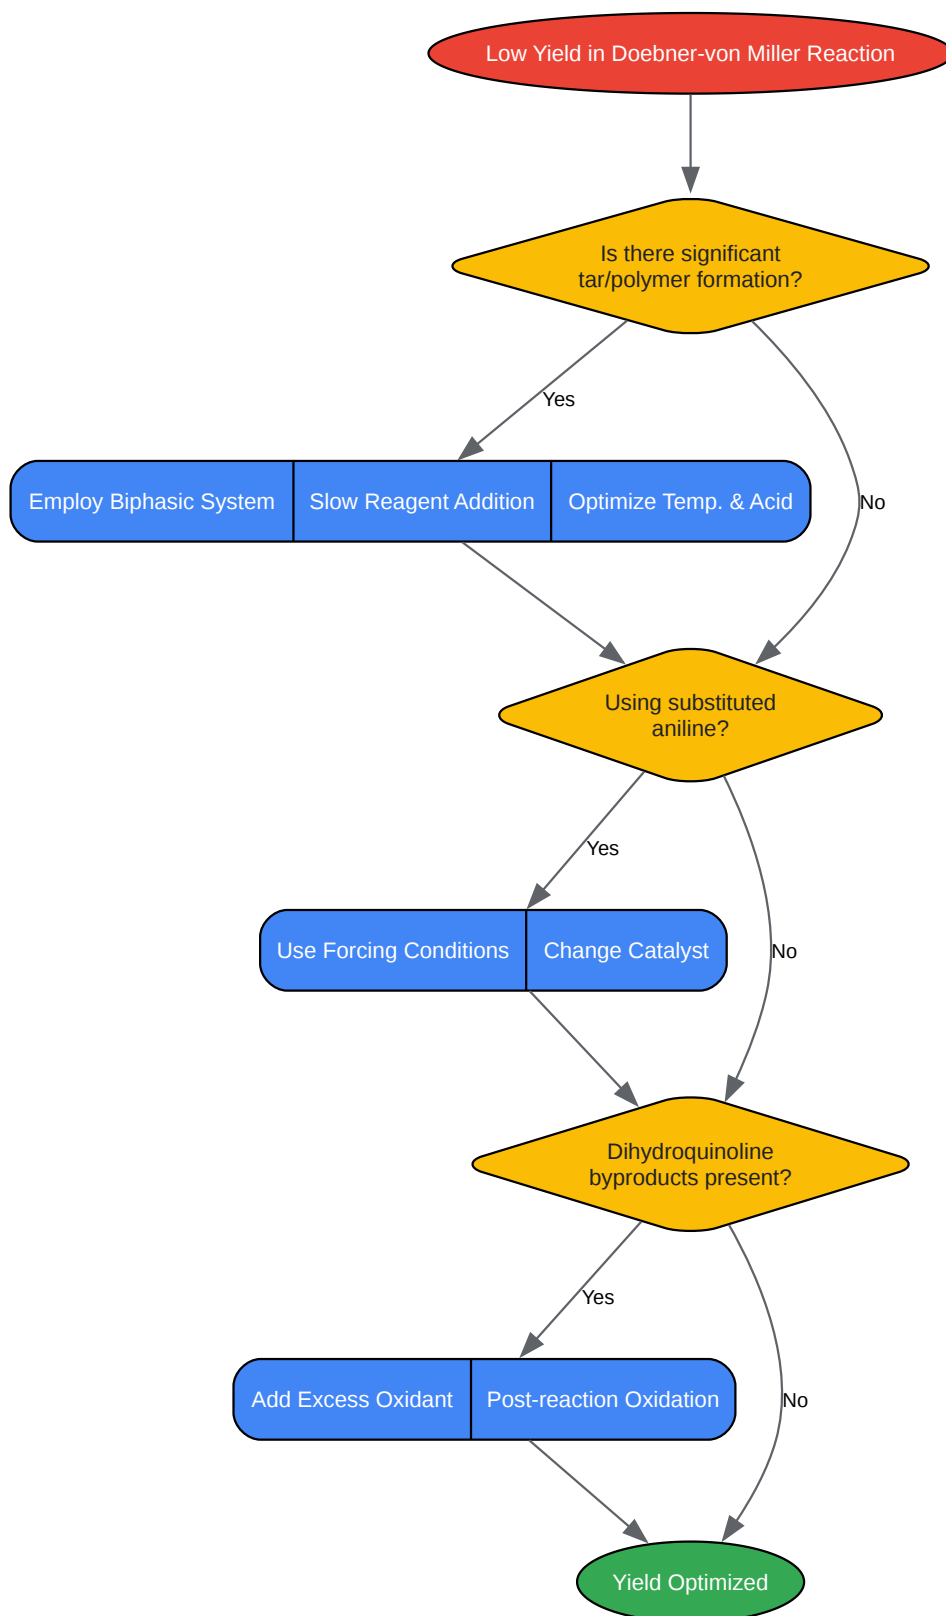 Low Yield in Doebner-von Miller Reaction
Is there significant
tar/polymer formation?
Yes
Employ Biphasic System
Slow Reagent Addition
Optimize Temp. & Acid
No
Using substituted
aniline?
Yes
Use Forcing Conditions
Change Catalyst
No
Dihydroquinoline
byproducts present?
Yes
Add Excess Oxidant
Post-reaction Oxidation
No
Yield Optimized